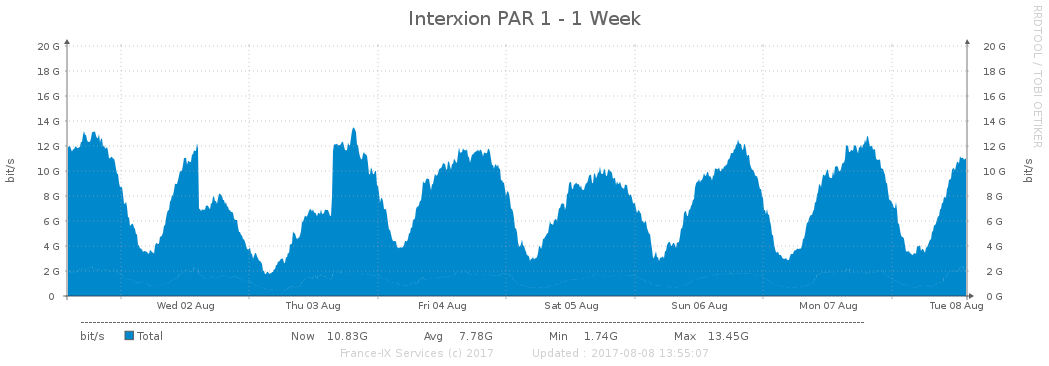 Interxion PAR 1 - 1 Week
RRDTOOL / TOBI OETIKER
bit/s
bit/s
20 G 20 G
18 G 18 G
16 G 16 G
14 G 14 G
12 G 12 G
10 G 10 G
8 G 8 G
6 G 6 G
4 G 4 G
2 G 2 G
0 0 G
Wed 02 Aug Thu 03 Aug Fri 04 Aug Sat 05 Aug Sun 06 Aug Mon 07 Aug Tue 08 Aug
bit/s Total Now 10.83G Avg 7.78G Min 1.74G Max 13.45G
France-IX Services (c) 2017 Updated : 2017-08-08 13:55:07